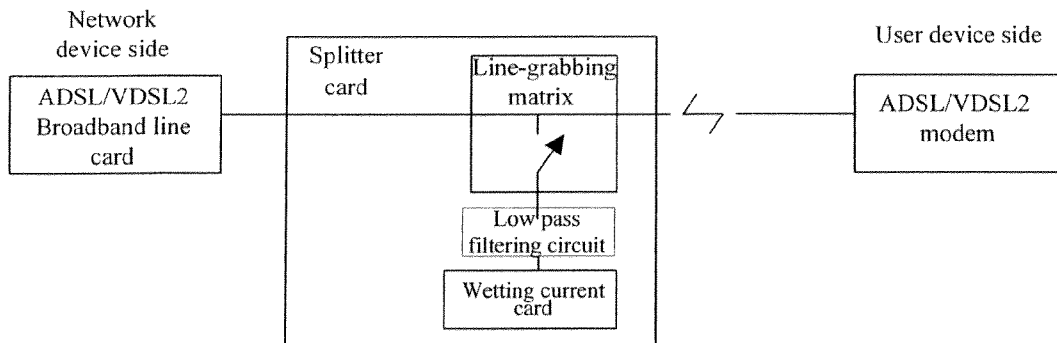 Network
device side
ADSL/VDSL2
Broadband line
card
Splitter
card
Line-grabbing
matrix
Low pass
filtering circuit
Wetting current
card
User device side
ADSL/VDSL2
modem